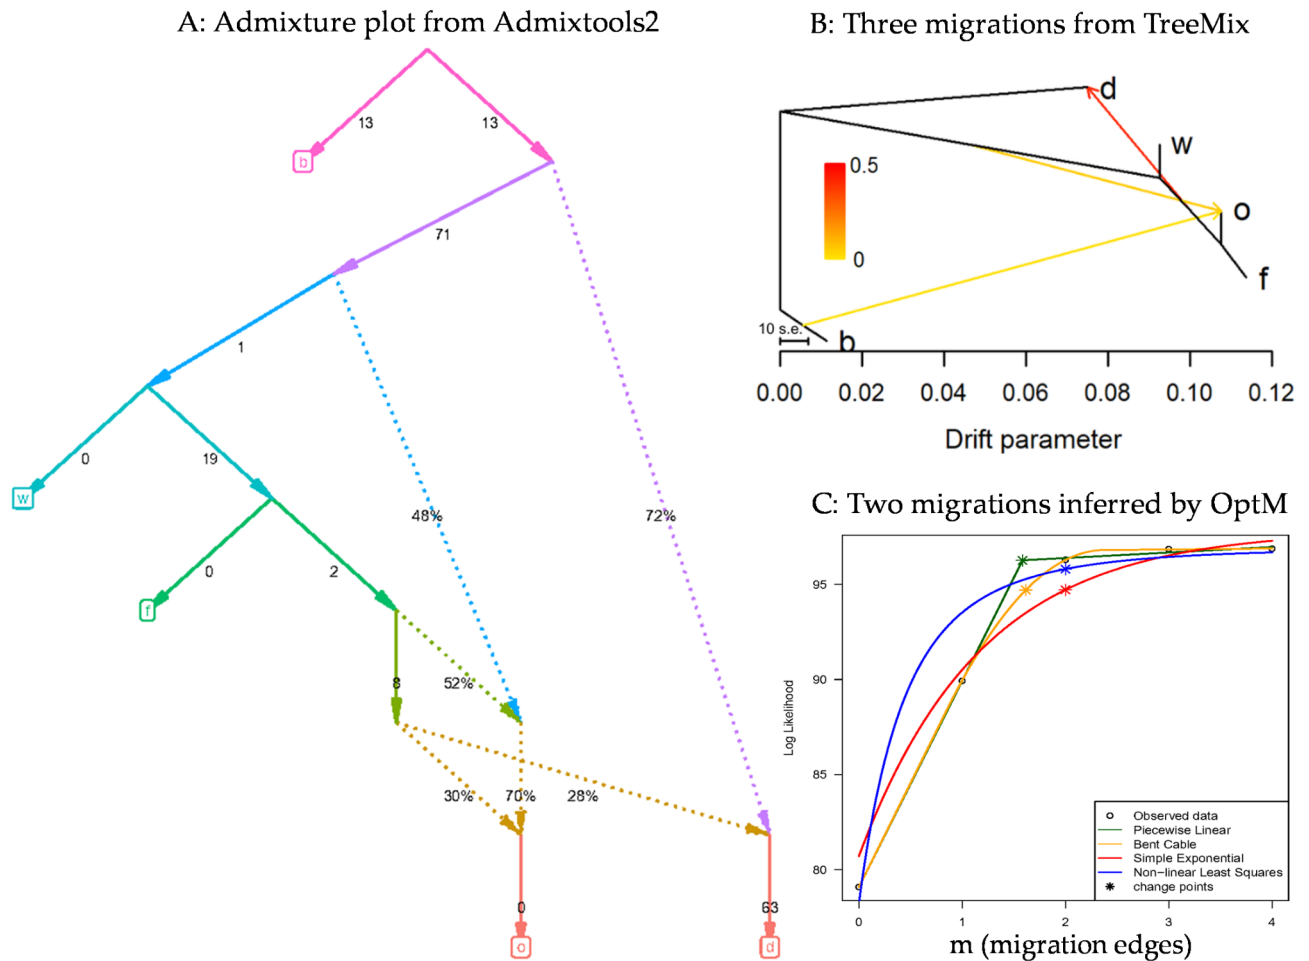 A: Admixture plot from Admixtools2
13
13
b
71
1
0
19
w
48%
72%
0
2
f
8
52%
30%
70%
28%
0
63
o
d
B: Three migrations from TreeMix
d
w
0.5
o
0
f
10 s.e.
b
0.00 0.02 0.04 0.06 0.08 0.10 0.12
Drift parameter
C: Two migrations inferred by OptM
95
90
85
80
Log Likelihood
Observed data
Piecewise Linear
Bent Cable
Simple Exponential
Non-linear Least Squares
change points
0 1 2 3 4
m (migration edges)